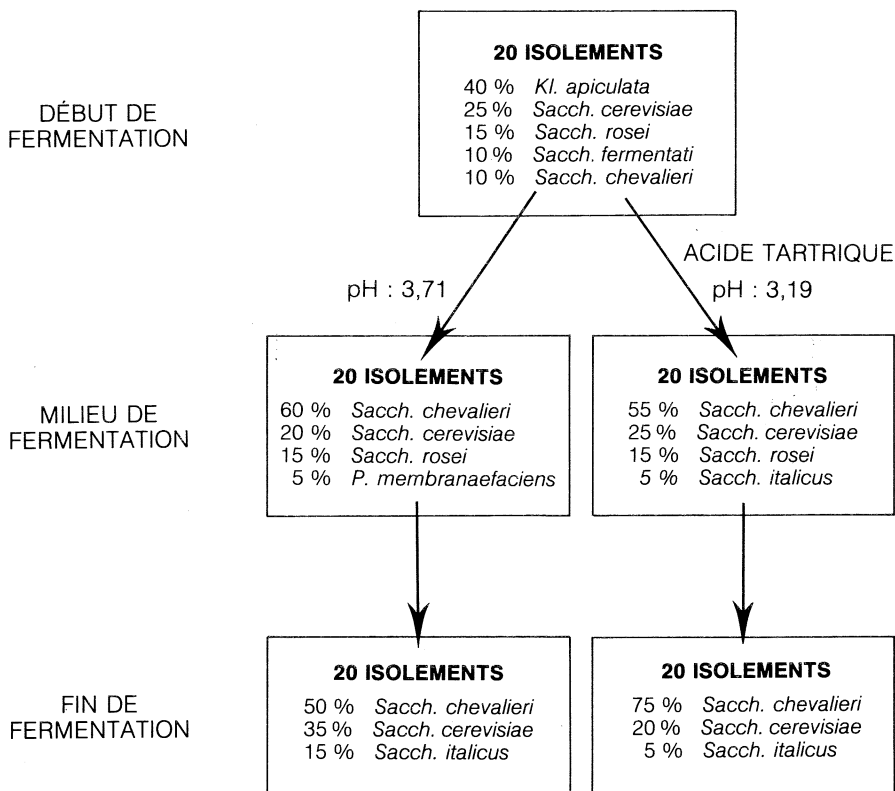 20 ISOLEMENTS
40 % Kl. apiculata
25 % Sacch. cerevisiae
15 % Sacch. rosei
10 % Sacch. fermentati
10 % Sacch. chevalieri
DÉBUT DE
FERMENTATION
ACIDE TARTRIQUE
pH : 3,71
pH : 3,19
MILIEU DE
FERMENTATION
20 ISOLEMENTS
60 % Sacch. chevalieri
20 % Sacch. cerevisiae
15 % Sacch. rosei
5 % P. membranaefaciens
20 ISOLEMENTS
55 % Sacch. chevalieri
25 % Sacch. cerevisiae
15 % Sacch. rosei
5 % Sacch. italicus
FIN DE
FERMENTATION
20 ISOLEMENTS
50 % Sacch. chevalieri
35 % Sacch. cerevisiae
15 % Sacch. italicus
20 ISOLEMENTS
75 % Sacch. chevalieri
20 % Sacch. cerevisiae
5 % Sacch. italicus